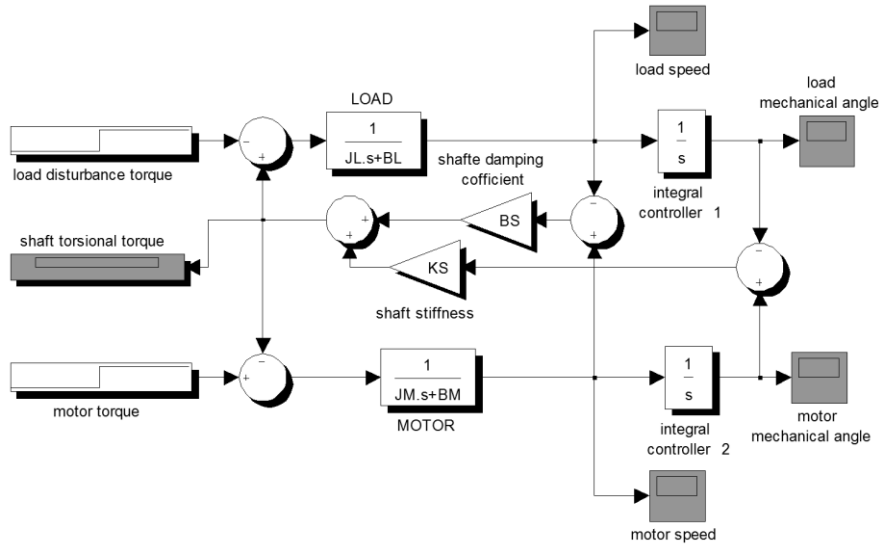 load speed
load
mechanical angle
LOAD
1
JL.s+BL
1
s
load disturbance torque
shafte damping
cofficient
integral
controller 1
shaft torsional torque
BS
KS
shaft stiffness
motor torque
1
JM.s+BM
MOTOR
1
s
integral
controller 2
motor
mechanical angle
motor speed